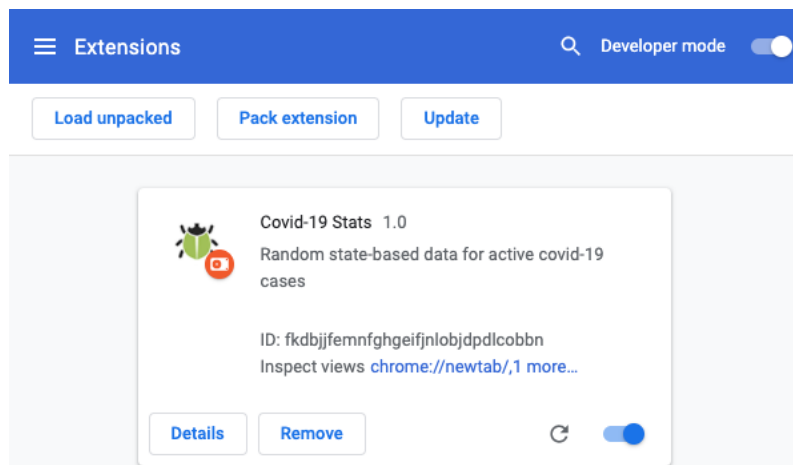 Extensions
Developer mode
Load unpacked
Pack extension
Update
Covid-19 Stats 1.0
Random state-based data for active covid-19
cases
ID: fkdbjjfemnfghgeifjnlobjdpdlcobbn
Inspect views chrome://newtab/,1 more...
Details
Remove